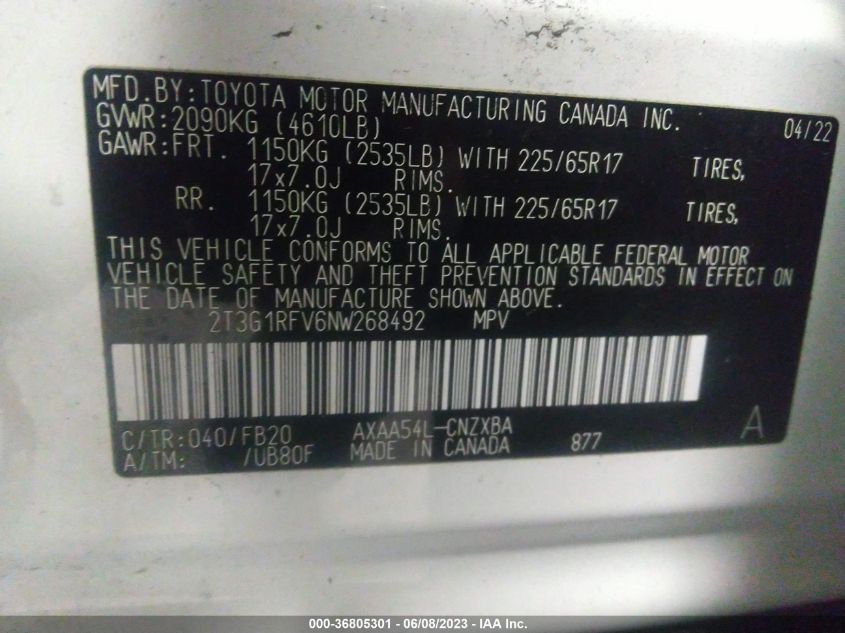 MFD.BY:TOYOTA MOTOR MANUFACTURING CANADA INC. 04/22
GVWR:2090KG (4610LB)
GAWR:FRT. 1150KG (2535LB) WITH 225/65R17 TIRES,
17x7.0J RIMS.
RR. 1150KG (2535LB) WITH 225/65R17 TIRES,
17x7.0J RIMS.
THIS VEHICLE CONFORMS TO ALL APPLICABLE FEDERAL MOTOR
VEHICLE SAFETY AND THEFT PREVENTION STANDARDS IN EFFECT ON
THE DATE OF MANUFACTURE SHOWN ABOVE.
2T3G1RFV6NW268492 MPV
C/TR:040/FB20 AXAA54L-CNZXBA A
A/TM: /UB80F MADE IN CANADA 877
000-36805301 - 06/08/2023 - IAA Inc.